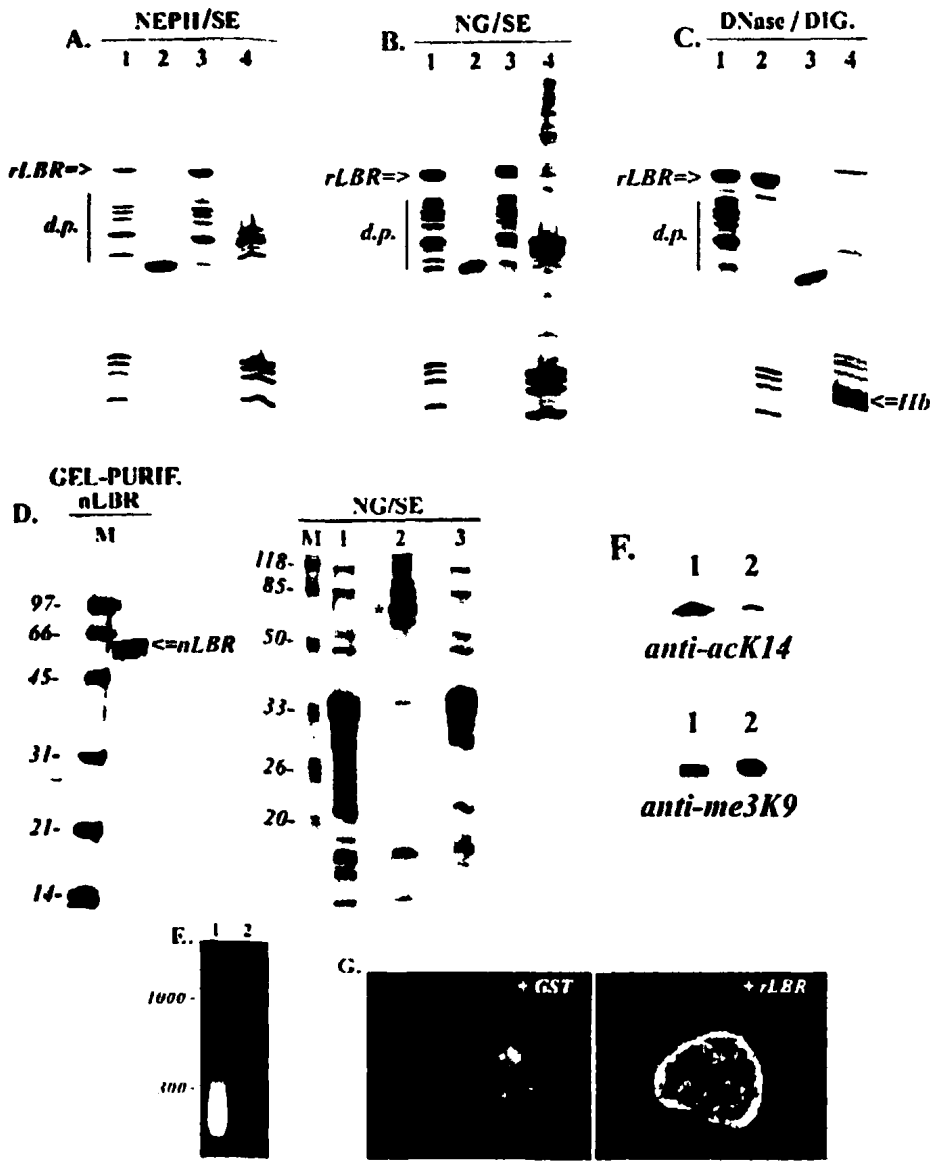 A. NEPH/SE
1 2 3 4
rLBR=>
d.p.
B. NG/SE
1 2 3 4
rLBR=>
d.p.
C. DNase / DIG.
1 2 3 4
rLBR=>
d.p.
<=Hb
D. GEL-PURIF.
nLBR
M
97-
66-
<=nLBR
45-
31-
21-
14-
NG/SE
M 1 2 3
118-
85-
*
50-
33-
26-
20-
F.
1 2
anti-acK14
1 2
anti-me3K9
E. 1 2
1000-
300-
G.
+ GST
+ rLBR